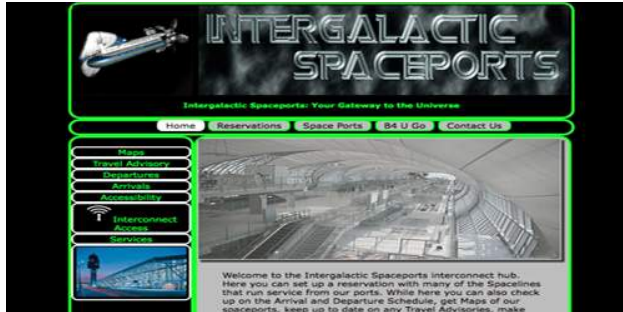 INTERGALACTIC
SPACEPORTS
Intergalactic Spaceports: Your Gateway to the Universe
Home
Reservations
Space Ports
B4 U Go
Contact Us
Maps
Travel Advisory
Departures
Arrivals
Accessibility
Interconnect
Access
Services
Welcome to the Intergalactic Spaceports interconnect hub.
Here you can set up a reservation with many of the Spacelines
that run service from our ports. While here you can also check
up on the Arrival and Departure Schedule, get Maps of our
spaceports, keep up to date on any Travel Advisories, make